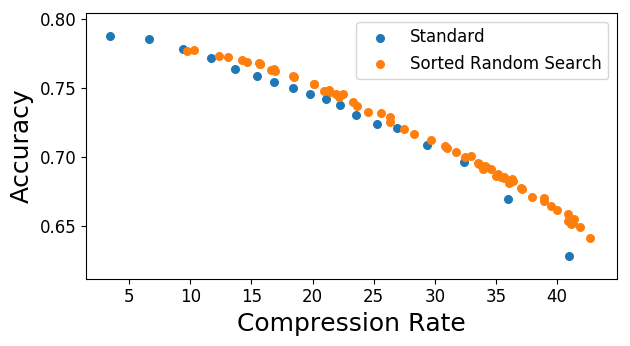 Standard
Sorted Random Search
0.80
0.75
0.70
0.65
Accuracy
5 10 15 20 25 30 35 40
Compression Rate